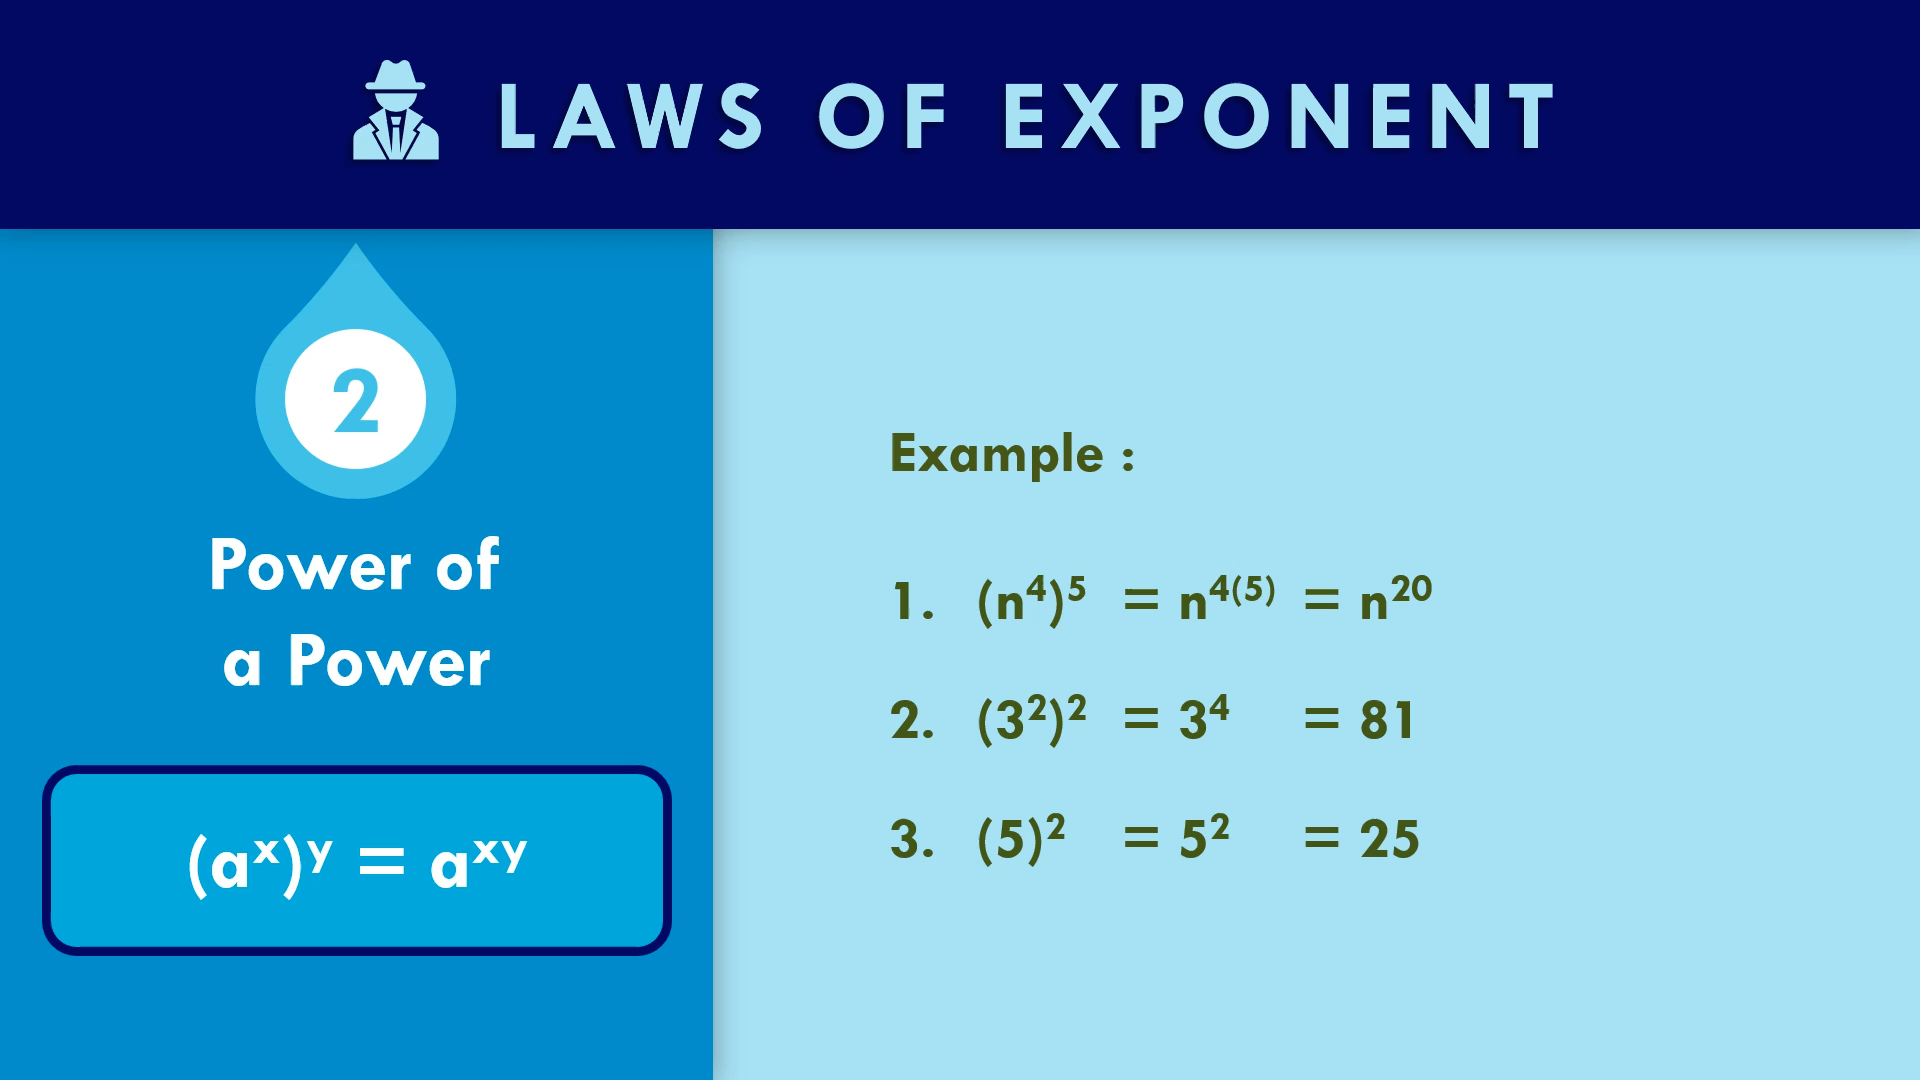 LAWS OF EXPONENT
2
Power of
a Power
(aˣ)ʸ = aˣʸ
Example :
1. (n⁴)⁵ = n⁴⁽⁵⁾ = n²⁰
2. (3²)² = 3⁴ = 81
3. (5)² = 5² = 25